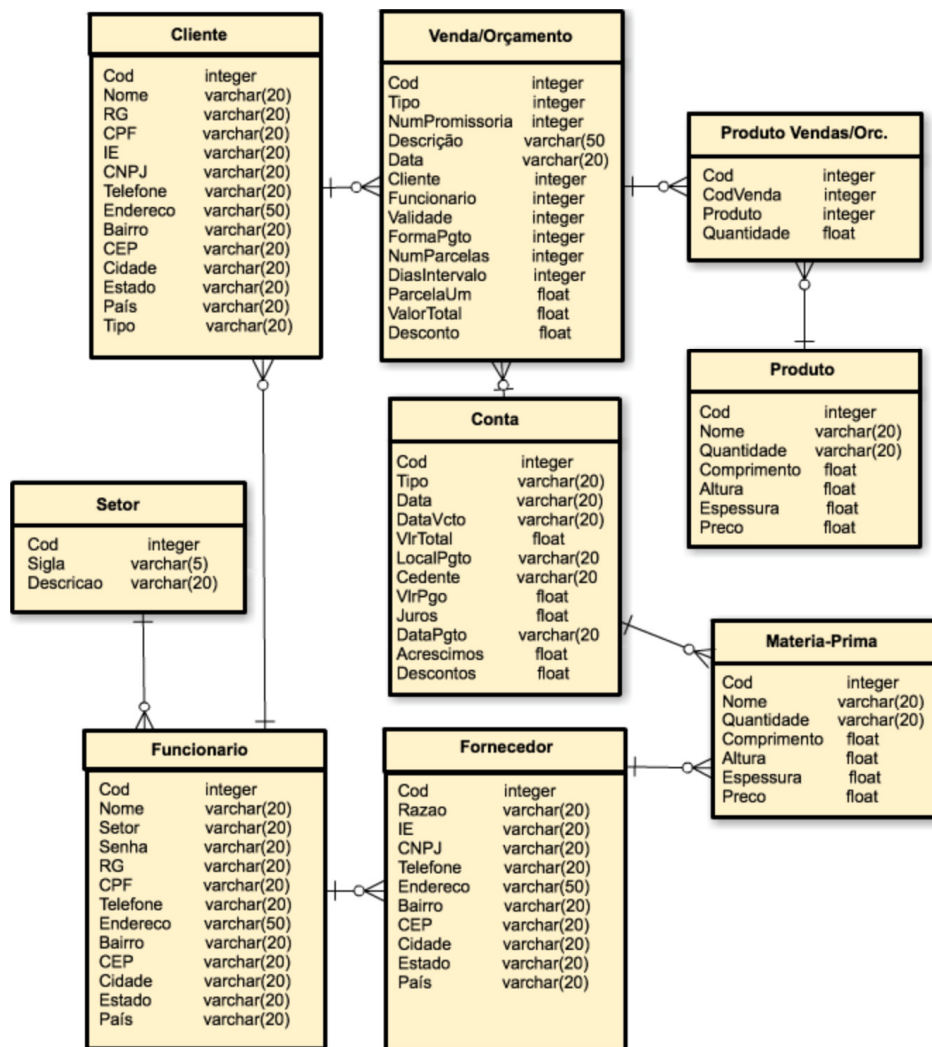 Cliente
Cod integer
Nome varchar(20)
RG varchar(20)
CPF varchar(20)
IE varchar(20)
CNPJ varchar(20)
Telefone varchar(20)
Endereco varchar(50)
Bairro varchar(20)
CEP varchar(20)
Cidade varchar(20)
Estado varchar(20)
País varchar(20)
Tipo varchar(20)
Venda/Orçamento
Cod integer
Tipo integer
NumPromissoria integer
Descrição varchar(50
Data varchar(20)
Cliente integer
Funcionario integer
Validade integer
FormaPgto integer
NumParcelas integer
DiasIntervalo integer
ParcelaUm float
ValorTotal float
Desconto float
Produto Vendas/Orc.
Cod integer
CodVenda integer
Produto integer
Quantidade float
Produto
Cod integer
Nome varchar(20)
Quantidade varchar(20)
Comprimento float
Altura float
Espessura float
Preco float
Conta
Cod integer
Tipo varchar(20)
Data varchar(20)
DataVcto varchar(20)
VlrTotal float
LocalPgto varchar(20
Cedente varchar(20
VlrPgo float
Juros float
DataPgto varchar(20
Acrescimos float
Descontos float
Setor
Cod integer
Sigla varchar(5)
Descricao varchar(20)
Materia-Prima
Cod integer
Nome varchar(20)
Quantidade varchar(20)
Comprimento float
Altura float
Espessura float
Preco float
Funcionario
Cod integer
Nome varchar(20)
Setor varchar(20)
Senha varchar(20)
RG varchar(20)
CPF varchar(20)
Telefone varchar(20)
Endereco varchar(50)
Bairro varchar(20)
CEP varchar(20)
Cidade varchar(20)
Estado varchar(20)
País varchar(20)
Fornecedor
Cod integer
Razao varchar(20)
IE varchar(20)
CNPJ varchar(20)
Telefone varchar(20)
Endereco varchar(50)
Bairro varchar(20)
CEP varchar(20)
Cidade varchar(20)
Estado varchar(20)
País varchar(20)